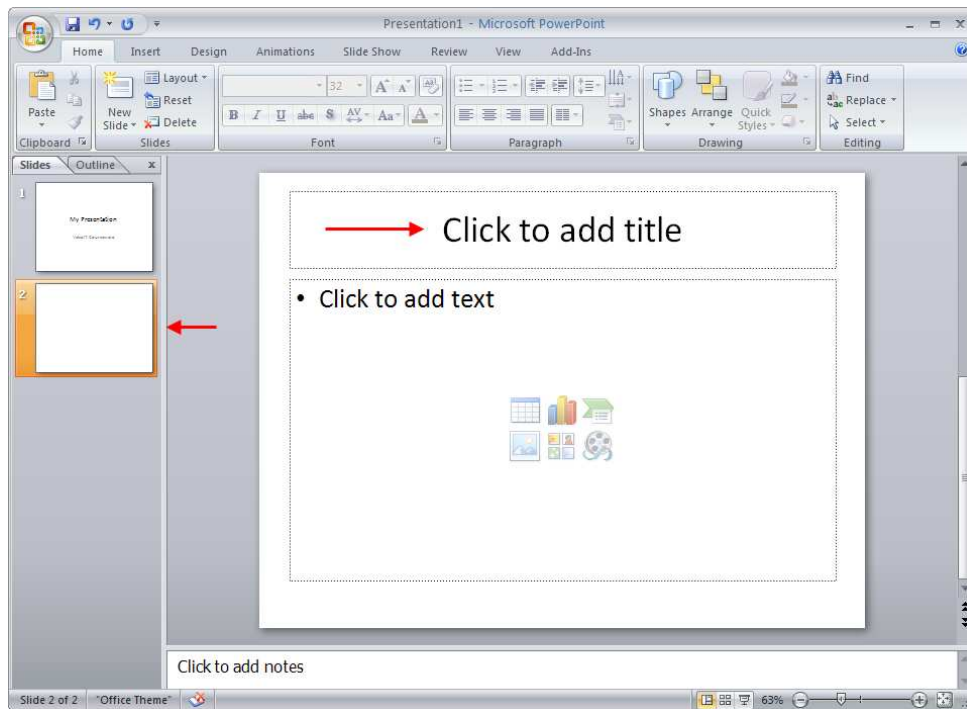 Presentation1 - Microsoft PowerPoint
Home Insert Design Animations Slide Show Review View Add-Ins
Paste
New Slide
Layout
Reset
Delete
32
A A
B I U abc S AV Aa A
Shapes Arrange Quick Styles
Find
Replace
Select
Clipboard Slides Font Paragraph Drawing Editing
Slides Outline x
1
My Presentation
2
Click to add title
• Click to add text
Click to add notes
Slide 2 of 2 "Office Theme" 63%